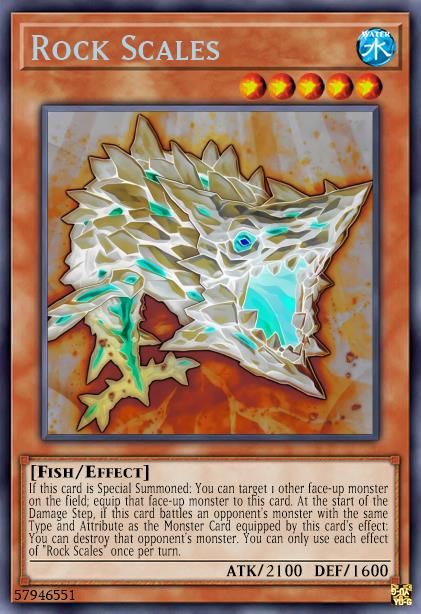 Rock Scales
WATER
水
[Fish/Effect]
If this card is Special Summoned: You can target 1 other face-up monster
on the field; equip that face-up monster to this card. At the start of the
Damage Step, if this card battles an opponent's monster with the same
Type and Attribute as the Monster Card equipped by this card's effect:
You can destroy that opponent's monster. You can only use each effect
of "Rock Scales" once per turn.
ATK/2100 DEF/1600
57946551